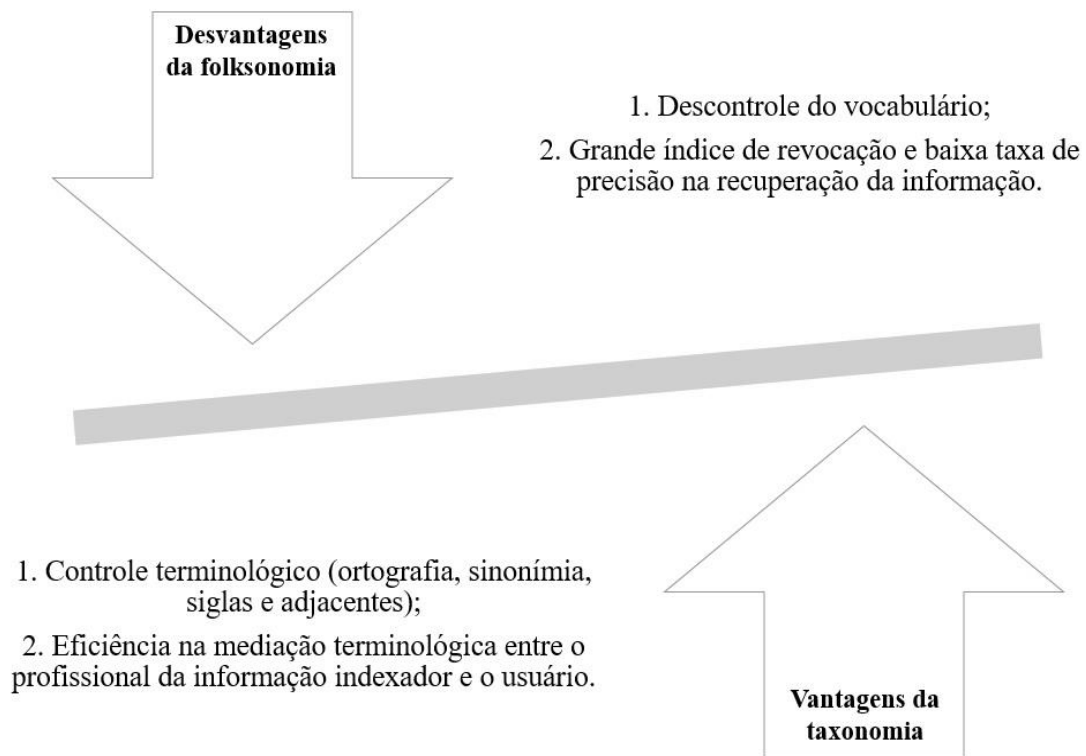 Desvantagens
da folksonomia
1. Descontrole do vocabulário;
2. Grande índice de revocação e baixa taxa de
precisão na recuperação da informação.
1. Controle terminológico (ortografia, sinonímia,
siglas e adjacentes);
2. Eficiência na mediação terminológica entre o
profissional da informação indexador e o usuário.
Vantagens da
taxonomia